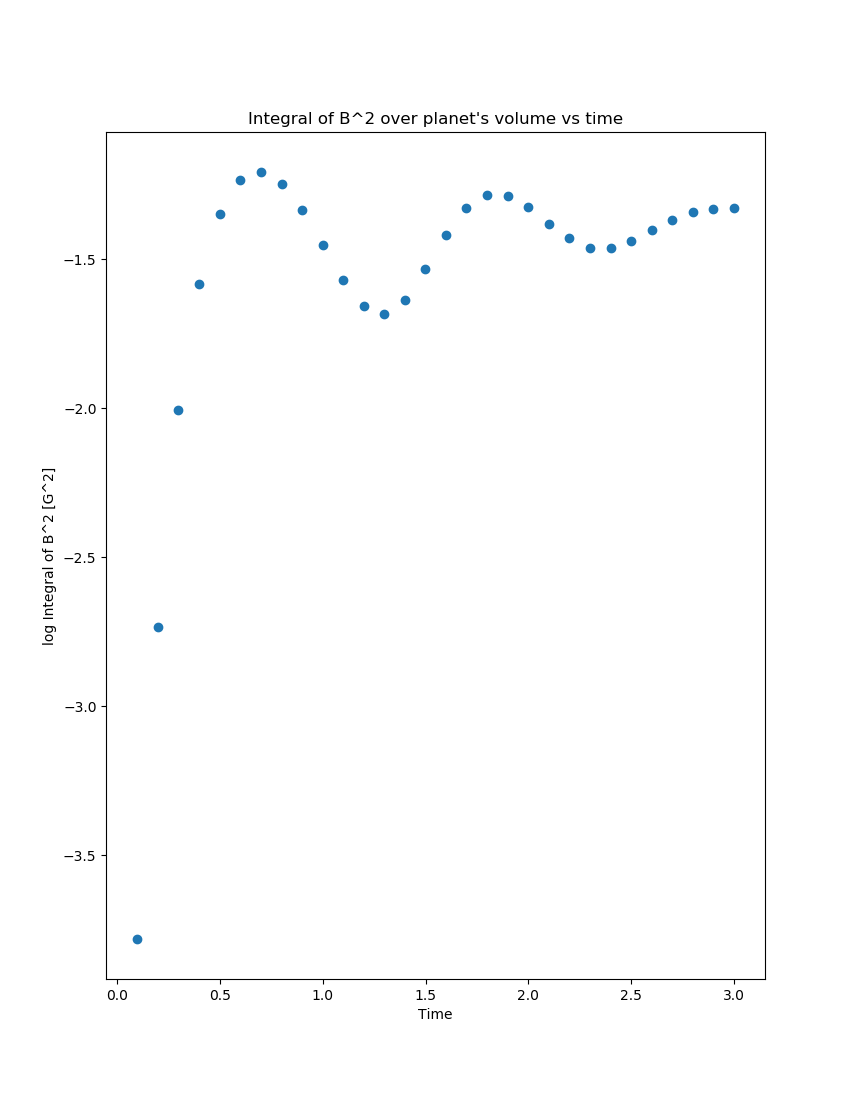 Integral of B^2 over planet's volume vs time
log Integral of B^2 [G^2]
−1.5
−2.0
−2.5
−3.0
−3.5
0.0 0.5 1.0 1.5 2.0 2.5 3.0
Time